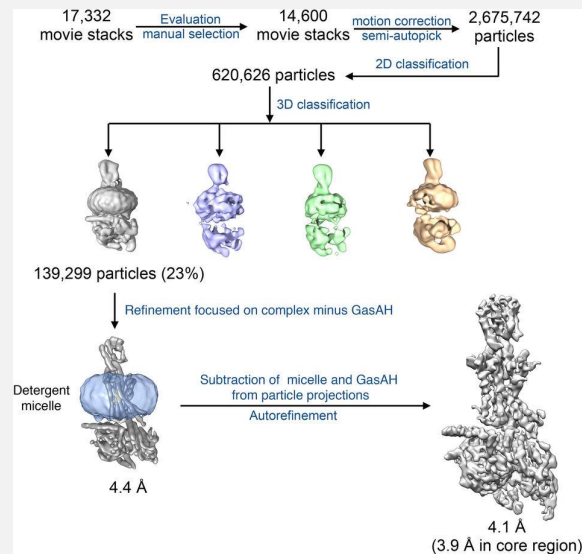 17,332
movie stacks
Evaluation
manual selection
14,600
movie stacks
motion correction
semi-autopick
2,675,742
particles
2D classification
620,626 particles
3D classification
139,299 particles (23%)
Refinement focused on complex minus GasAH
Detergent
micelle
Subtraction of micelle and GasAH
from particle projections
Autorefinement
4.4 Å
4.1 Å
(3.9 Å in core region)